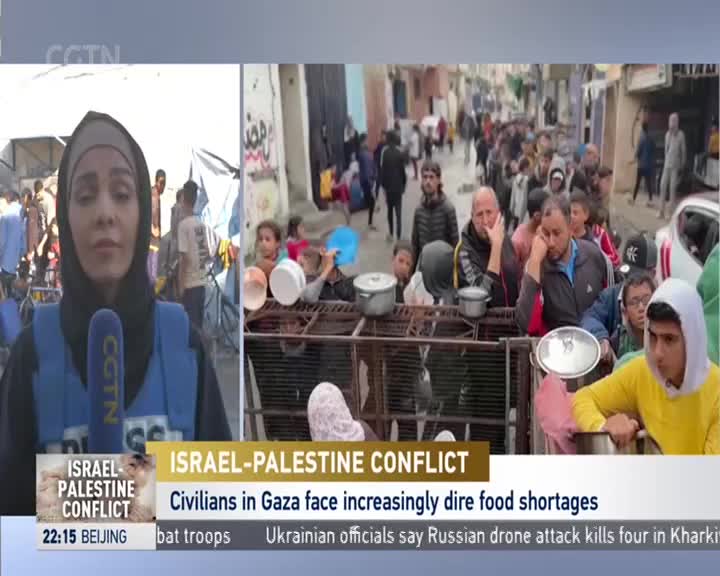 CGTN
CGTN
PRESS
ISRAEL-PALESTINE CONFLICT
Civilians in Gaza face increasingly dire food shortages
ISRAEL-
PALESTINE
CONFLICT
22:15 BEIJING
bat troops Ukrainian officials say Russian drone attack kills four in Kharki